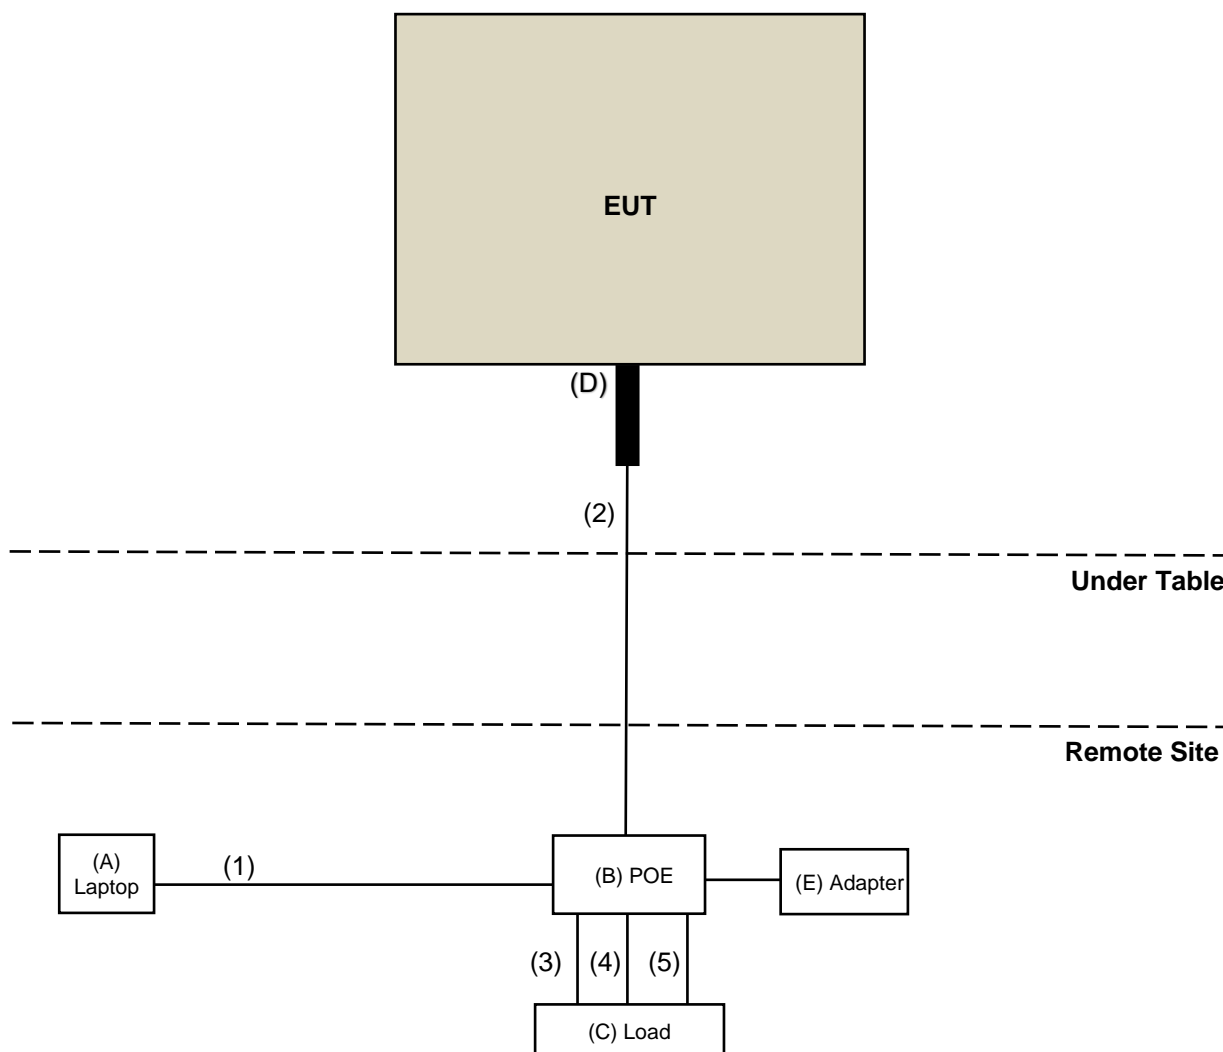 EUT
(D)
(2)
Under Table
Remote Site
(A)
Laptop
(1)
(B) POE
(E) Adapter
(3)
(4)
(5)
(C) Load